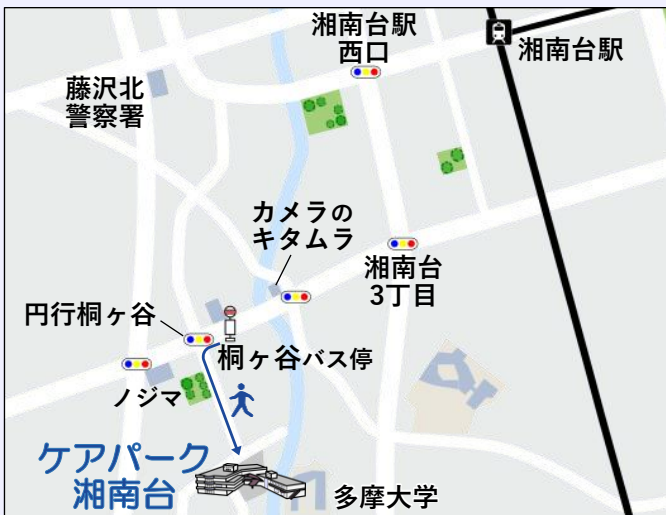 湘南台駅
西口
湘南台駅
藤沢北
警察署
カメラの
キタムラ
湘南台
3丁目
円行桐ヶ谷
桐ヶ谷バス停
ノジマ
ケアパーク
湘南台
多摩大学